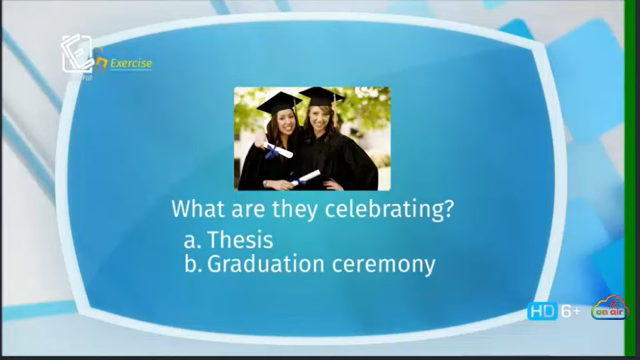 Exercise
What are they celebrating?
a. Thesis
b. Graduation ceremony
HD 6+ on air